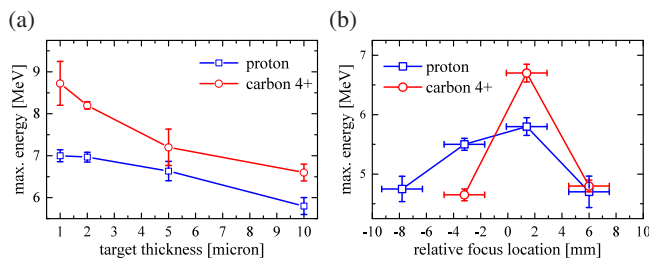 (a)
max. energy [MeV]
9
8
7
6
proton
carbon 4+
1 2 3 4 5 6 7 8 9 10
target thickness [micron]
(b)
max. energy [MeV]
7
6
5
proton
carbon 4+
-10 -8 -6 -4 -2 0 2 4 6 8 10
relative focus location [mm]